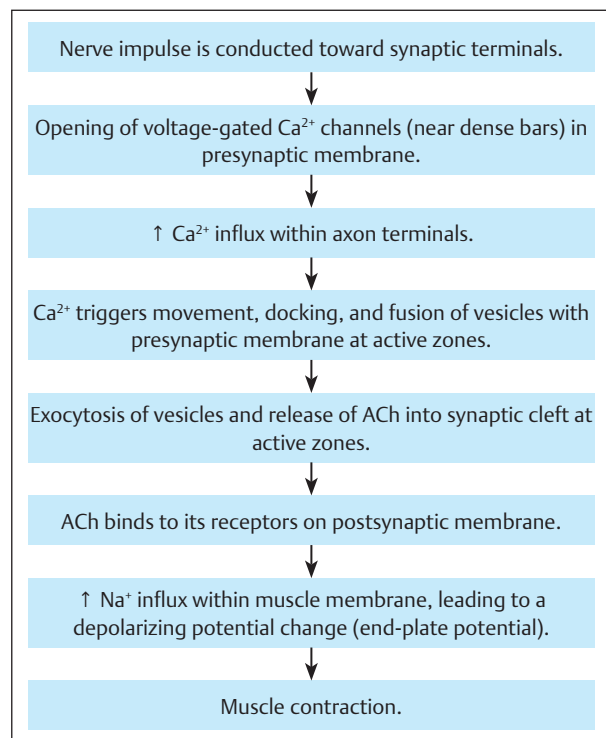 Nerve impulse is conducted toward synaptic terminals.
Opening of voltage-gated Ca²⁺ channels (near dense bars) in
presynaptic membrane.
↑ Ca²⁺ influx within axon terminals.
Ca²⁺ triggers movement, docking, and fusion of vesicles with
presynaptic membrane at active zones.
Exocytosis of vesicles and release of ACh into synaptic cleft at
active zones.
ACh binds to its receptors on postsynaptic membrane.
↑ Na⁺ influx within muscle membrane, leading to a
depolarizing potential change (end-plate potential).
Muscle contraction.